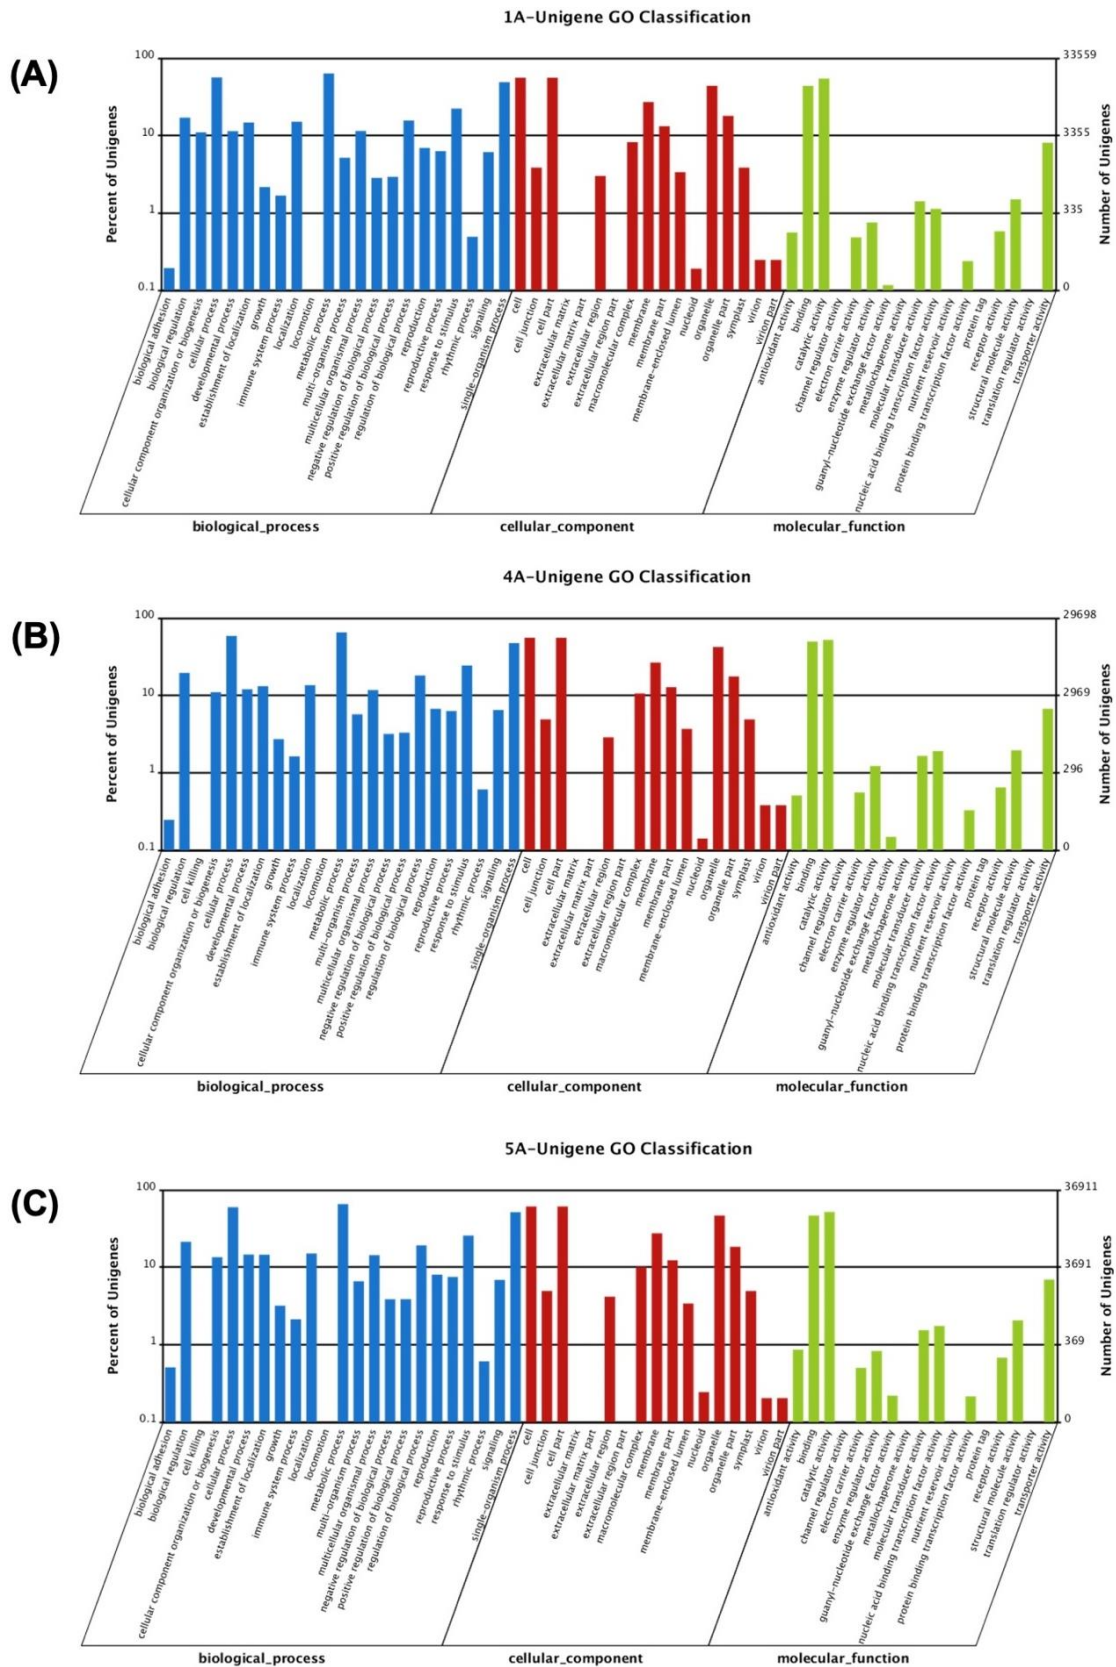 1A-Unigene GO Classification
(A)
Percent of Unigenes
100
10
1
0.1
33559
3355
335
0
Number of Unigenes
biological adhesion
biological regulation
cellular component organization or biogenesis
cellular process
developmental process
establishment of localization
growth
immune system process
localization
locomotion
metabolic process
multi-organism process
multicellular organismal process
negative regulation of biological process
positive regulation of biological process
regulation of biological process
reproduction
reproductive process
response to stimulus
rhythmic process
signaling
single-organism process
cell
cell junction
cell part
extracellular matrix
extracellular matrix part
extracellular region
extracellular region part
macromolecular complex
membrane
membrane part
membrane-enclosed lumen
nucleoid
organelle
organelle part
symplast
virion
virion part
antioxidant activity
binding
catalytic activity
channel regulator activity
electron carrier activity
enzyme regulator activity
guanyl-nucleotide exchange factor activity
metallochaperone activity
molecular transducer activity
nucleic acid binding transcription factor activity
nutrient reservoir activity
protein binding transcription factor activity
protein tag
receptor activity
structural molecule activity
translation regulator activity
transporter activity
biological_process
cellular_component
molecular_function
4A-Unigene GO Classification
(B)
Percent of Unigenes
100
10
1
0.1
29698
2969
296
0
Number of Unigenes
biological adhesion
biological regulation
cell killing
cellular component organization or biogenesis
cellular process
developmental process
establishment of localization
growth
immune system process
localization
locomotion
metabolic process
multi-organism process
multicellular organismal process
negative regulation of biological process
positive regulation of biological process
regulation of biological process
reproduction
reproductive process
response to stimulus
rhythmic process
signaling
single-organism process
cell
cell junction
cell part
extracellular matrix
extracellular matrix part
extracellular region
extracellular region part
macromolecular complex
membrane
membrane part
membrane-enclosed lumen
nucleoid
organelle
organelle part
symplast
virion
virion part
antioxidant activity
binding
catalytic activity
channel regulator activity
electron carrier activity
enzyme regulator activity
guanyl-nucleotide exchange factor activity
metallochaperone activity
molecular transducer activity
nucleic acid binding transcription factor activity
nutrient reservoir activity
protein binding transcription factor activity
protein tag
receptor activity
structural molecule activity
translation regulator activity
transporter activity
biological_process
cellular_component
molecular_function
5A-Unigene GO Classification
(C)
Percent of Unigenes
100
10
1
0.1
36911
3691
369
0
Number of Unigenes
biological adhesion
biological regulation
cell killing
cellular component organization or biogenesis
cellular process
developmental process
establishment of localization
growth
immune system process
localization
locomotion
metabolic process
multi-organism process
multicellular organismal process
negative regulation of biological process
positive regulation of biological process
regulation of biological process
reproduction
reproductive process
response to stimulus
rhythmic process
signaling
single-organism process
cell
cell junction
cell part
extracellular matrix
extracellular matrix part
extracellular region
extracellular region part
macromolecular complex
membrane
membrane part
membrane-enclosed lumen
nucleoid
organelle
organelle part
symplast
virion
virion part
antioxidant activity
binding
catalytic activity
channel regulator activity
electron carrier activity
enzyme regulator activity
guanyl-nucleotide exchange factor activity
metallochaperone activity
molecular transducer activity
nucleic acid binding transcription factor activity
nutrient reservoir activity
protein binding transcription factor activity
protein tag
receptor activity
structural molecule activity
translation regulator activity
transporter activity
biological_process
cellular_component
molecular_function